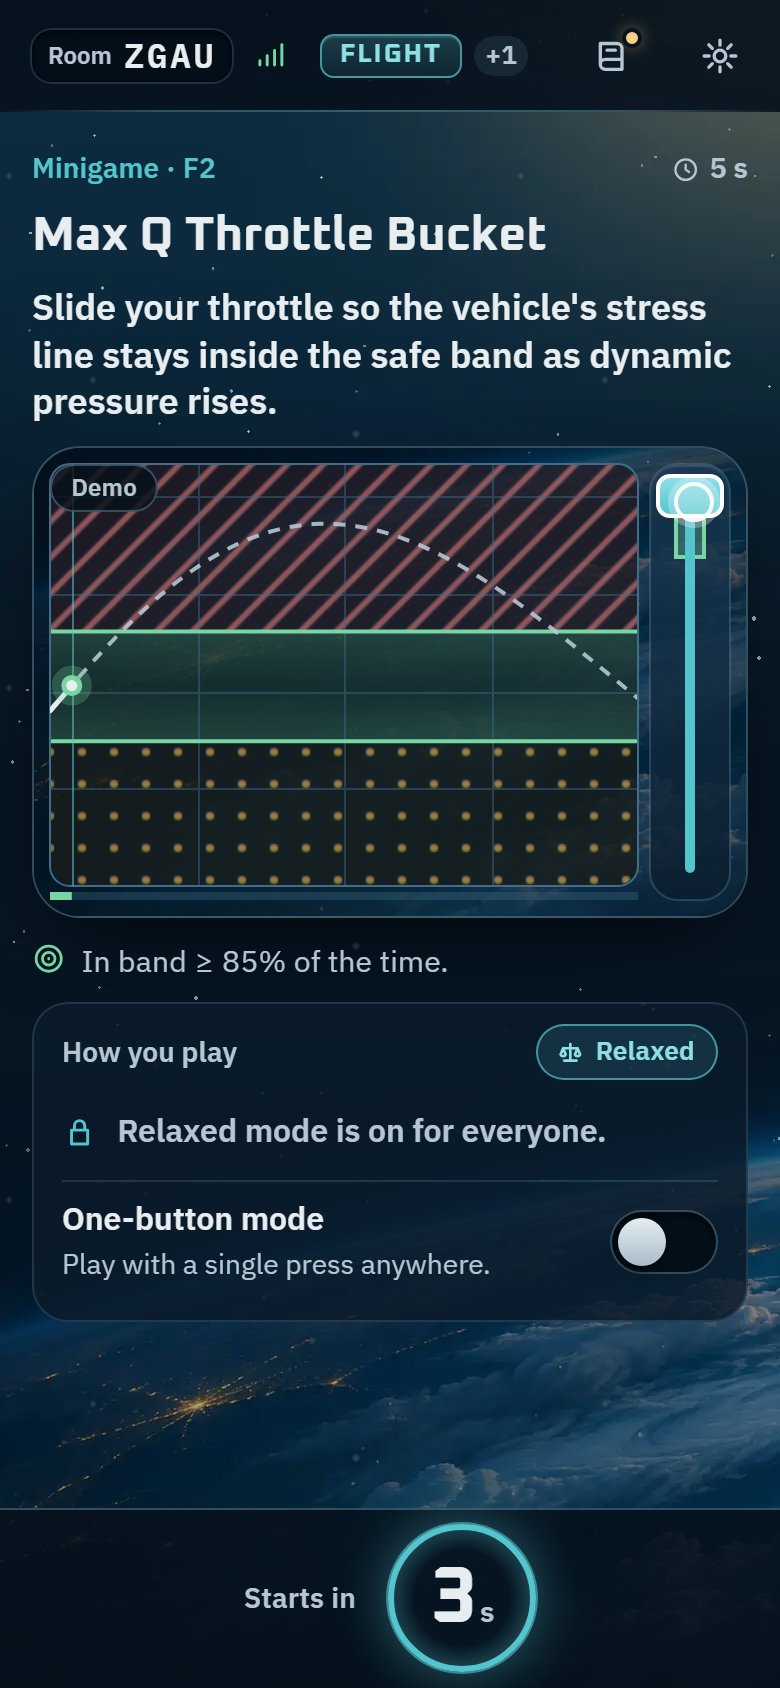 Room ZGAU FLIGHT +1
Minigame · F2 5 s
Max Q Throttle Bucket
Slide your throttle so the vehicle's stress
line stays inside the safe band as dynamic
pressure rises.
Demo
In band ≥ 85% of the time.
How you play Relaxed
Relaxed mode is on for everyone.
One-button mode
Play with a single press anywhere.
Starts in 3 s